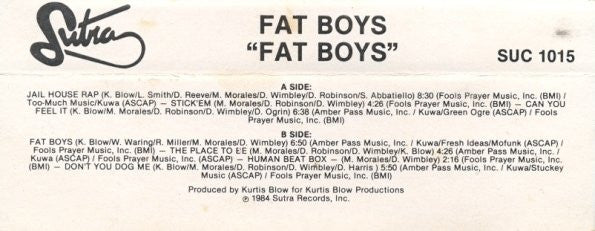 Sutra
FAT BOYS
"FAT BOYS"
SUC 1015
A SIDE:
JAIL HOUSE RAP (K. Blow/L. Smith/D. Reeve/M. Morales/D. Wimbley/D. Robinson/S. Abbatiello) 8:30 (Fools Prayer Music, Inc. (BMI) /
Too-Much Music/Kuwa (ASCAP) — STICK'EM (M. Morales/D. Robinson/D. Wimbley) 4:26 (Fools Prayer Music, Inc. (BMI) — CAN YOU
FEEL IT (K. Blow/M. Morales/D. Robinson/D. Wimbley/D. Ogrin) 6:38 (Amber Pass Music, Inc. / Kuwa/Green Ogre (ASCAP) / Fools
Prayer Music, Inc. (BMI)
B SIDE:
FAT BOYS (K. Blow/W. Waring/R. Miller/M. Morales/D. Wimbley) 6:50 (Amber Pass Music, Inc. / Kuwa/Fresh Ideas/Mofunk (ASCAP) /
Fools Prayer Music, Inc. (BMI) — THE PLACE TO BE (M. Morales/D. Robinson/D. Wimbley/K. Blow) 4:26 (Amber Pass Music, Inc. /
Kuwa (ASCAP) / Fools Prayer Music, Inc. (BMI) — HUMAN BEAT BOX — (M. Morales/D. Wimbley) 2:16 (Fools Prayer Music, Inc.
(BMI) — DON'T YOU DOG ME (K. Blow/M. Morales/D. Robinson/D. Wimbley/D. Harris) 5:50 (Amber Pass Music, Inc. / Kuwa/Stuckey
Music (ASCAP) / Fools Prayer Music, Inc. (BMI)
Produced by Kurtis Blow for Kurtis Blow Productions
℗ 1984 Sutra Records, Inc.